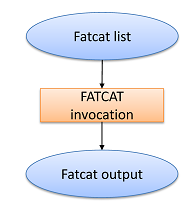 Fatcat list
FATCAT
invocation
Fatcat output